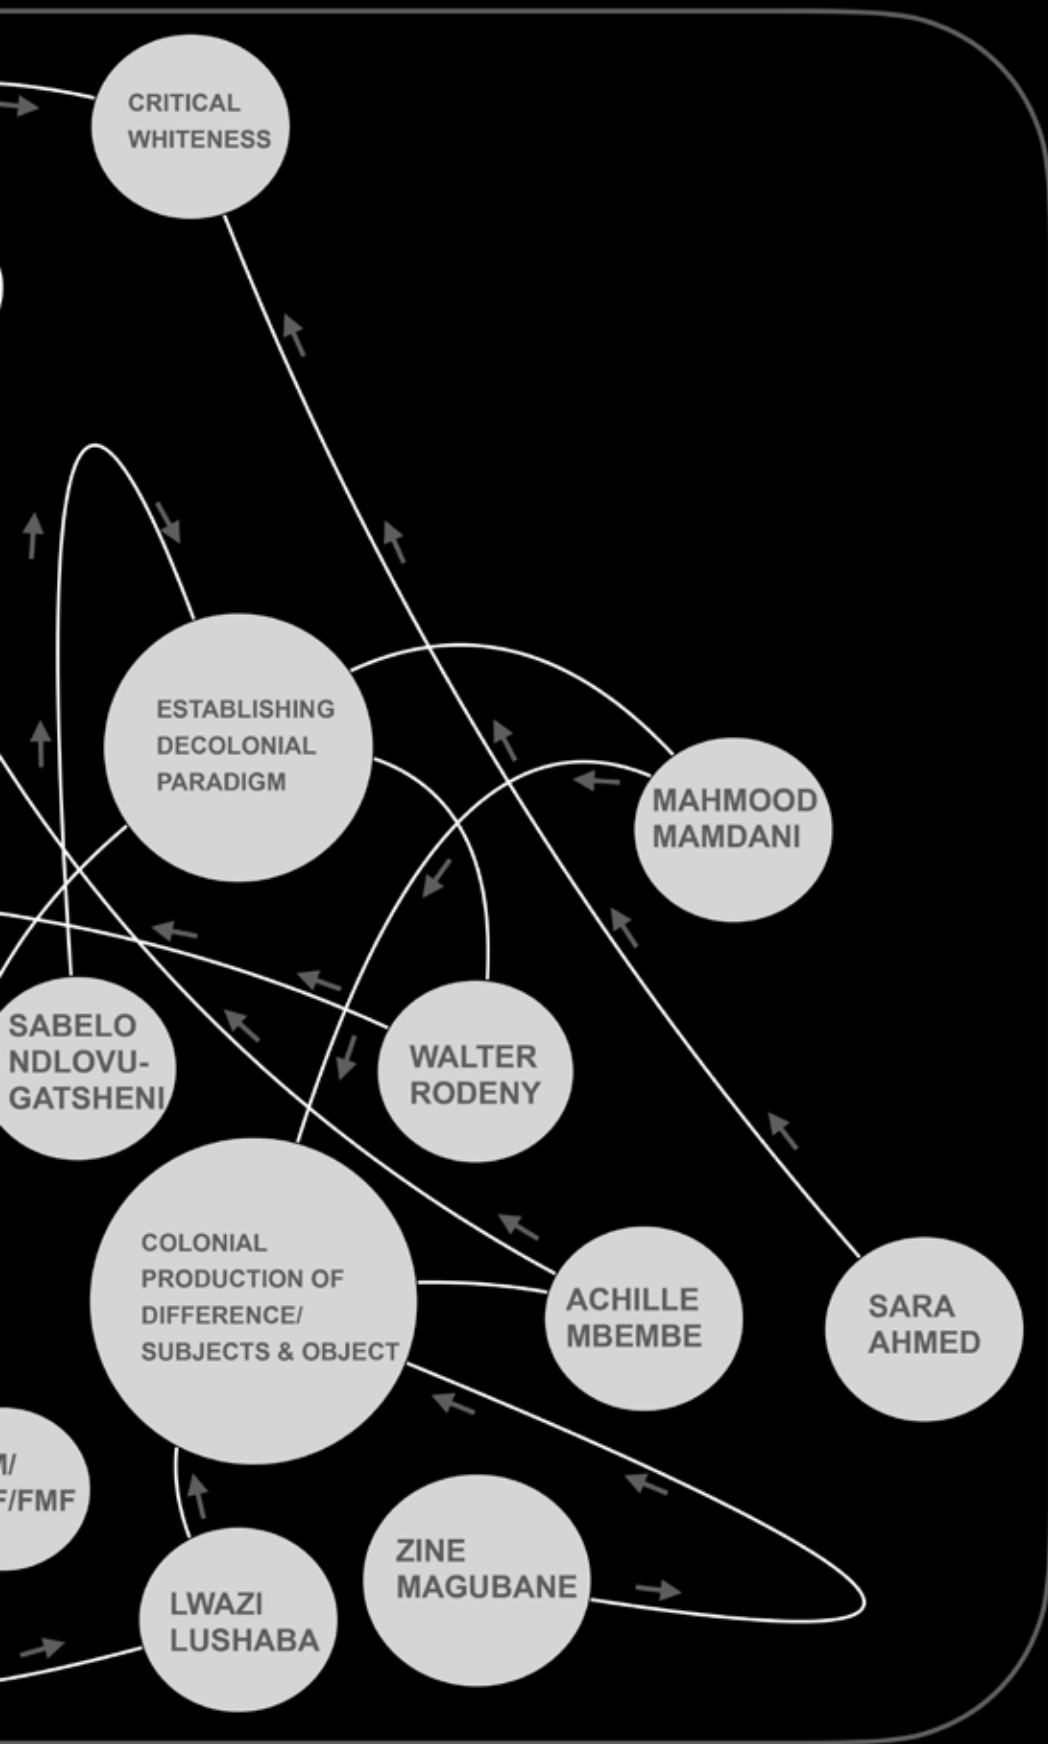 CRITICAL
WHITENESS
ESTABLISHING
DECOLONIAL
PARADIGM
MAHMOOD
MAMDANI
SABELO
NDLOVU-
GATSHENI
WALTER
RODENY
COLONIAL
PRODUCTION OF
DIFFERENCE/
SUBJECTS & OBJECT
ACHILLE
MBEMBE
SARA
AHMED
/
/FMF
ZINE
MAGUBANE
LWAZI
LUSHABA